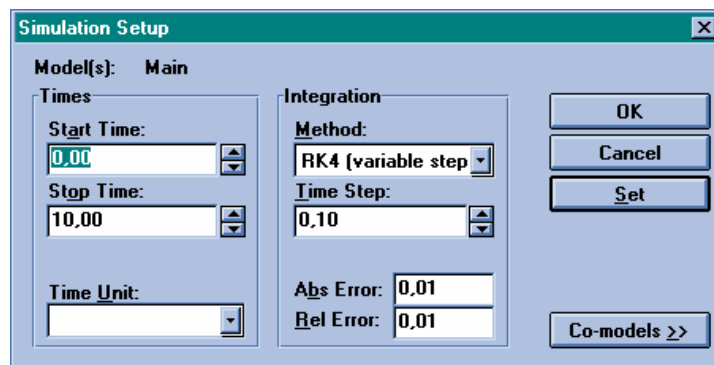 Simulation Setup
Model(s): Main
Times
Start Time:
0,00
Stop Time:
10,00
Time Unit:
Integration
Method:
RK4 (variable step
Time Step:
0,10
Abs Error: 0,01
Rel Error: 0,01
OK
Cancel
Set
Co-models >>